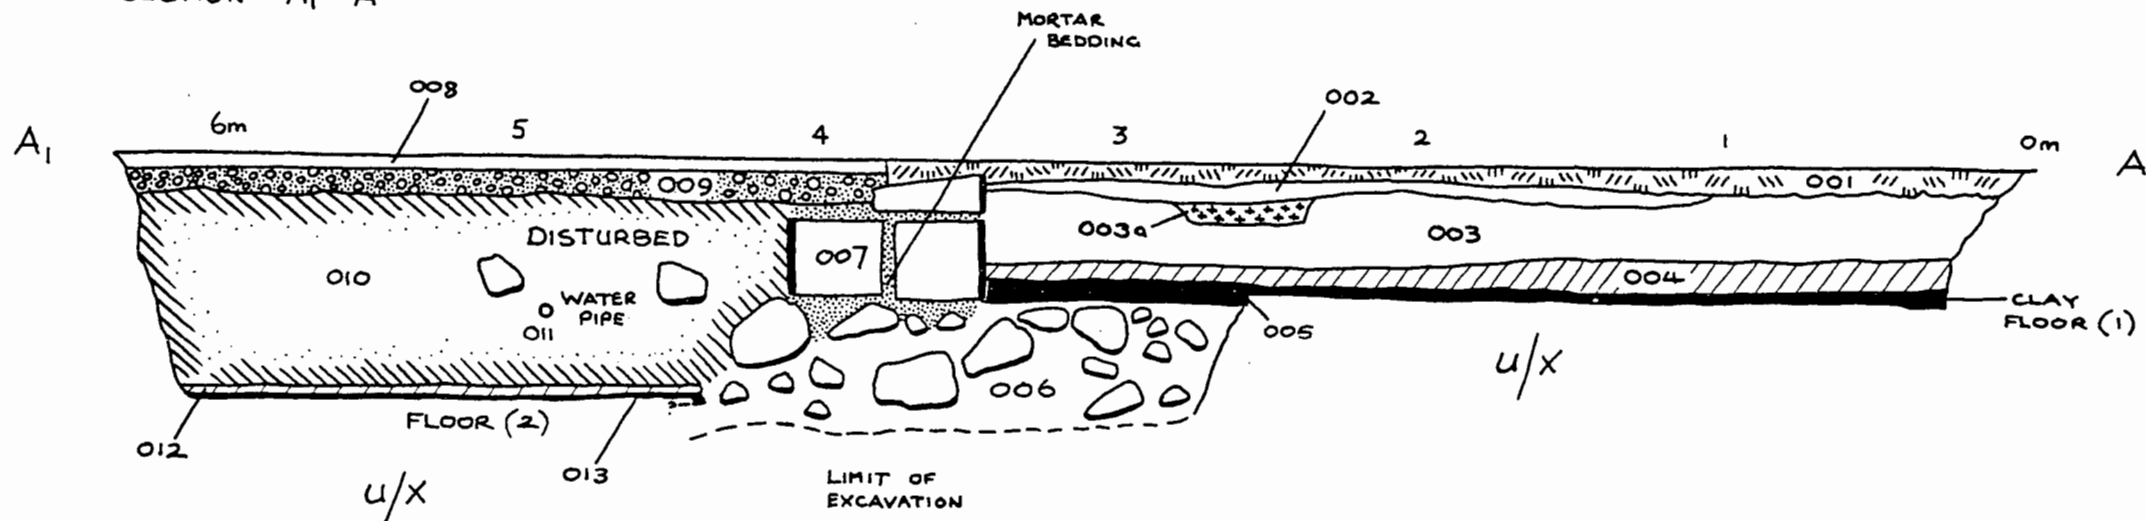 MORTAR
BEDDING
008
002
6m 5 4 3 2 1 0m
A1 A
009
001
DISTURBED
003a
003
007
010
004
WATER
PIPE
011
CLAY
FLOOR (1)
005
u/x
006
FLOOR (2)
012
013
LIMIT OF
EXCAVATION
u/x